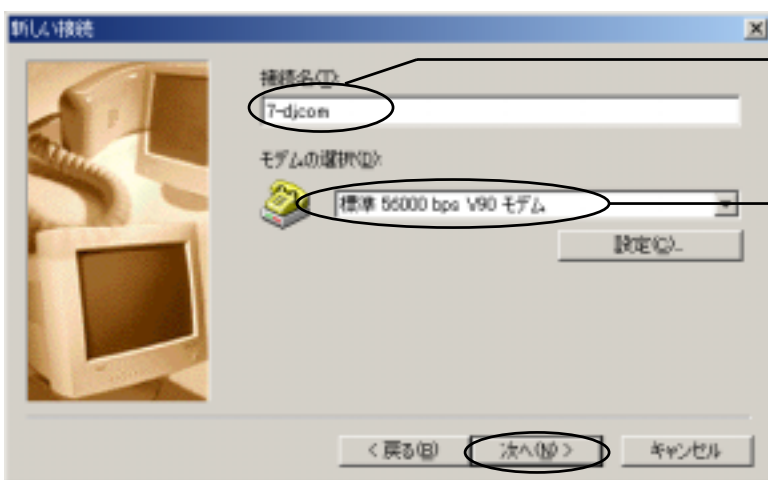 新しい接続
接続名(T):
7-djcom
モデムの選択(D):
標準 56000 bps V90 モデム
設定(C)...
< 戻る(B)
次へ(N) >
キャンセル